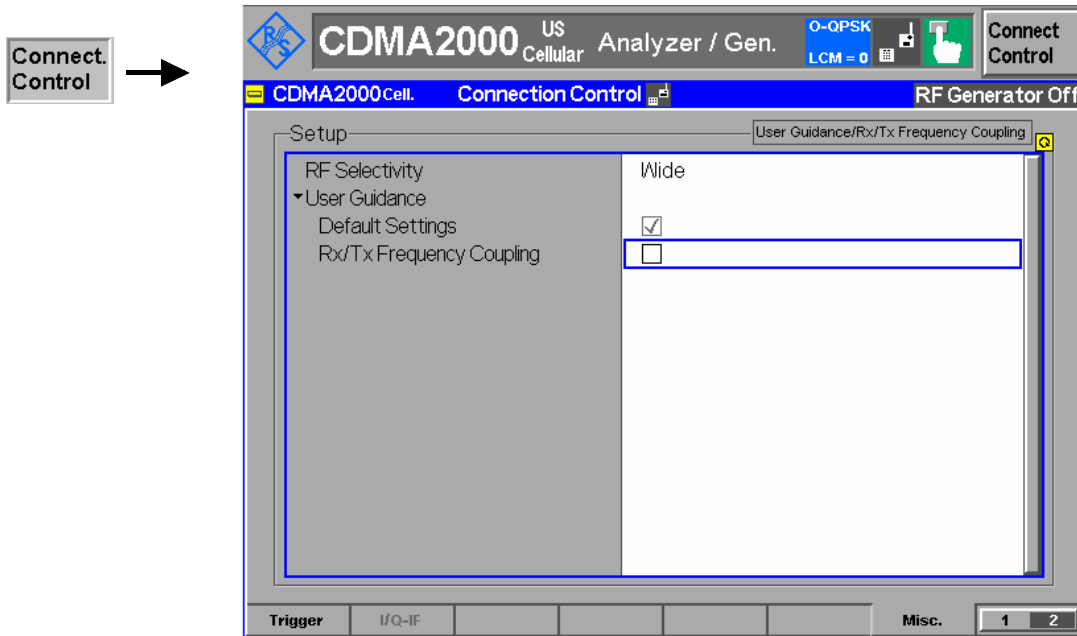 Connect.
Control
R&S
CDMA2000 US Cellular Analyzer / Gen.
O-QPSK
LCM = 0
Connect
Control
CDMA2000 Cell. Connection Control
RF Generator Off
Setup
User Guidance/Rx/Tx Frequency Coupling
Q
RF Selectivity Wide
User Guidance
Default Settings
Rx/Tx Frequency Coupling
Trigger I/Q-IF Misc. 1 2